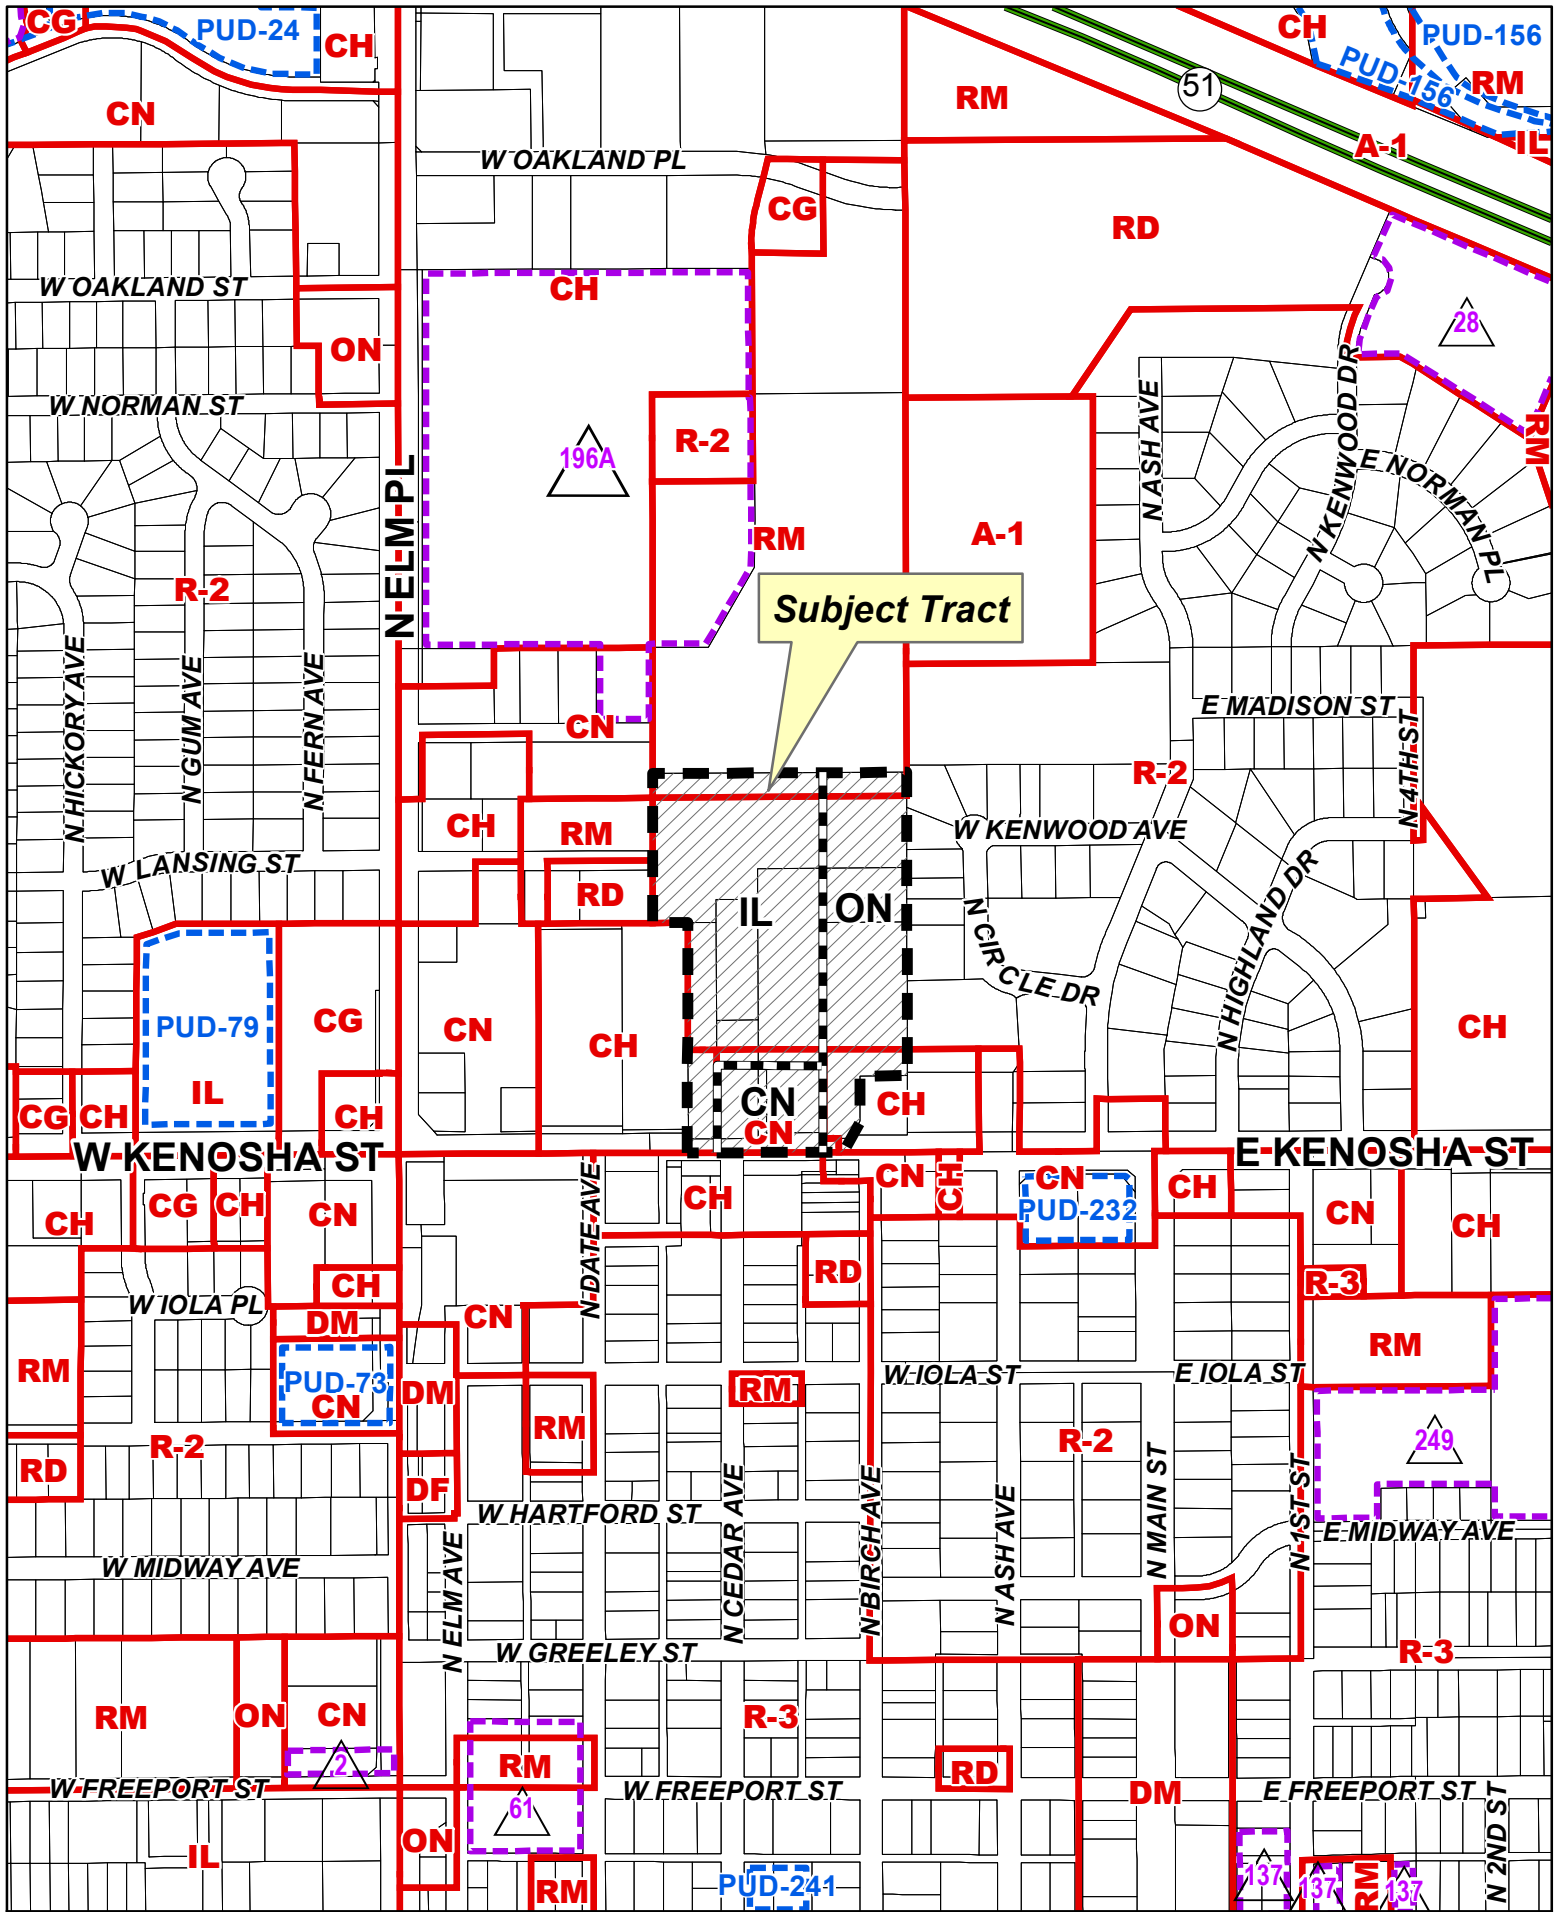 CG
PUD-24
CH
CN
RM
51
CH
PUD-156
PUD-156
RM
A-1
IL
W OAKLAND PL
CG
RD
W OAKLAND ST
CH
ON
28
W NORMAN ST
N KENWOOD DR
N ASH AVE
R-2
196A
RM
E NORMAN PL
N ELM PL
RM
A-1
R-2
Subject Tract
N HICKORY AVE
N GUM AVE
N FERN AVE
E MADISON ST
CN
R-2
N 4TH ST
CH
RM
W KENWOOD AVE
W LANSING ST
RD
IL
ON
N CIRCLE DR
N HIGHLAND DR
PUD-79
CG
CN
CH
CH
IL
CG
CH
CH
CN
CN
CH
W KENOSHA ST
E KENOSHA ST
CH
CG
CH
CN
N DATE AVE
CH
CN
CH
CN
PUD-232
CH
CN
CH
CH
RD
R-3
W IOLA PL
DM
CN
RM
RM
PUD-73
CN
DM
RM
W IOLA ST
E IOLA ST
RM
R-2
R-2
249
RD
DF
W HARTFORD ST
N CEDAR AVE
N BIRCH AVE
N ASH AVE
N MAIN ST
N 1ST ST
E MIDWAY AVE
W MIDWAY AVE
N ELM AVE
ON
W GREELEY ST
R-3
RM
ON
CN
R-3
2
RM
RD
W FREEPORT ST
W FREEPORT ST
DM
E FREEPORT ST
61
N 2ND ST
IL
ON
RM
PUD-241
137
137
RM
137